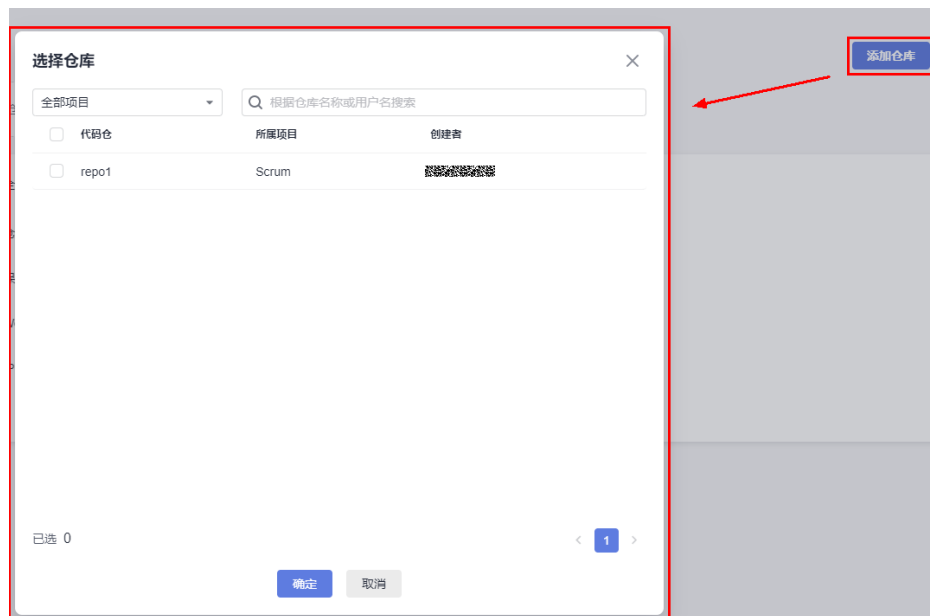 选择仓库
添加仓库
全部项目 根据仓库名称或用户名搜索
代码仓 所属项目 创建者
repo1 Scrum
已选 0
1
确定 取消